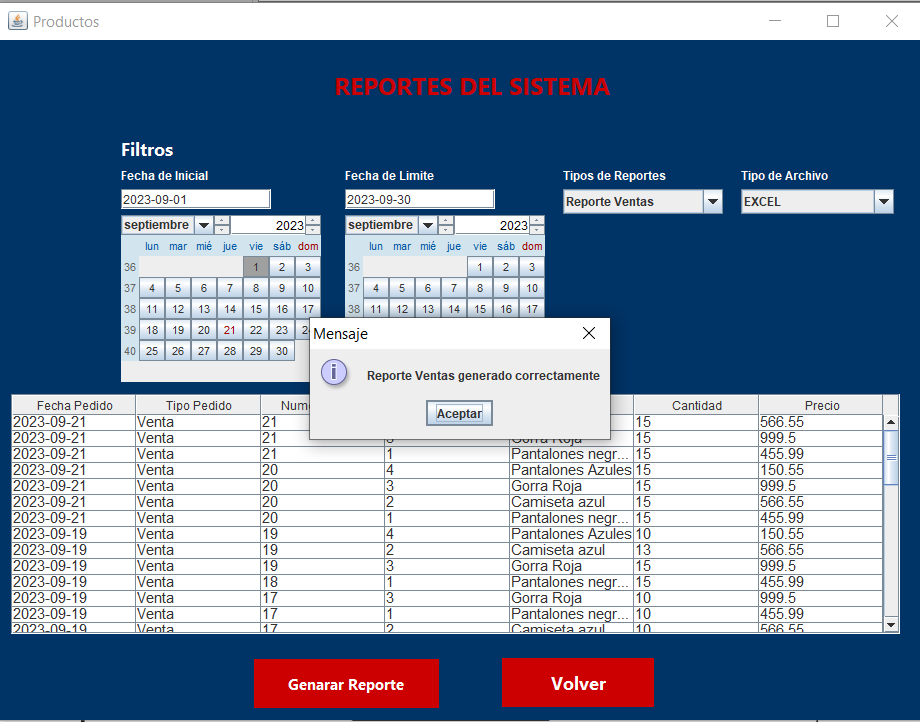 Productos
REPORTES DEL SISTEMA
Filtros
Fecha de Inicial Fecha de Limite Tipos de Reportes Tipo de Archivo
2023-09-01 2023-09-30 Reporte Ventas EXCEL
septiembre 2023 septiembre 2023
lun mar mié jue vie sáb dom lun mar mié jue vie sáb dom
36 1 2 3 36 1 2 3
37 4 5 6 7 8 9 10 37 4 5 6 7 8 9 10
38 11 12 13 14 15 16 17 38 11 12 13 14 15 16 17
39 18 19 20 21 22 23
40 25 26 27 28 29 30
Mensaje
Reporte Ventas generado correctamente
Aceptar
Fecha Pedido Tipo Pedido Cantidad Precio
2023-09-21 Venta 21 15 566.55
2023-09-21 Venta 21 3 Gorra Roja 15 999.5
2023-09-21 Venta 21 1 Pantalones negr... 15 455.99
2023-09-21 Venta 20 4 Pantalones Azules 15 150.55
2023-09-21 Venta 20 3 Gorra Roja 15 999.5
2023-09-21 Venta 20 2 Camiseta azul 15 566.55
2023-09-21 Venta 20 1 Pantalones negr... 15 455.99
2023-09-19 Venta 19 4 Pantalones Azules 10 150.55
2023-09-19 Venta 19 2 Camiseta azul 13 566.55
2023-09-19 Venta 19 3 Gorra Roja 15 999.5
2023-09-19 Venta 18 1 Pantalones negr... 15 455.99
2023-09-19 Venta 17 3 Gorra Roja 10 999.5
2023-09-19 Venta 17 1 Pantalones negr... 10 455.99
2023-09-19 Venta 17 2 Camiseta azul 10 566.55
Genarar Reporte Volver